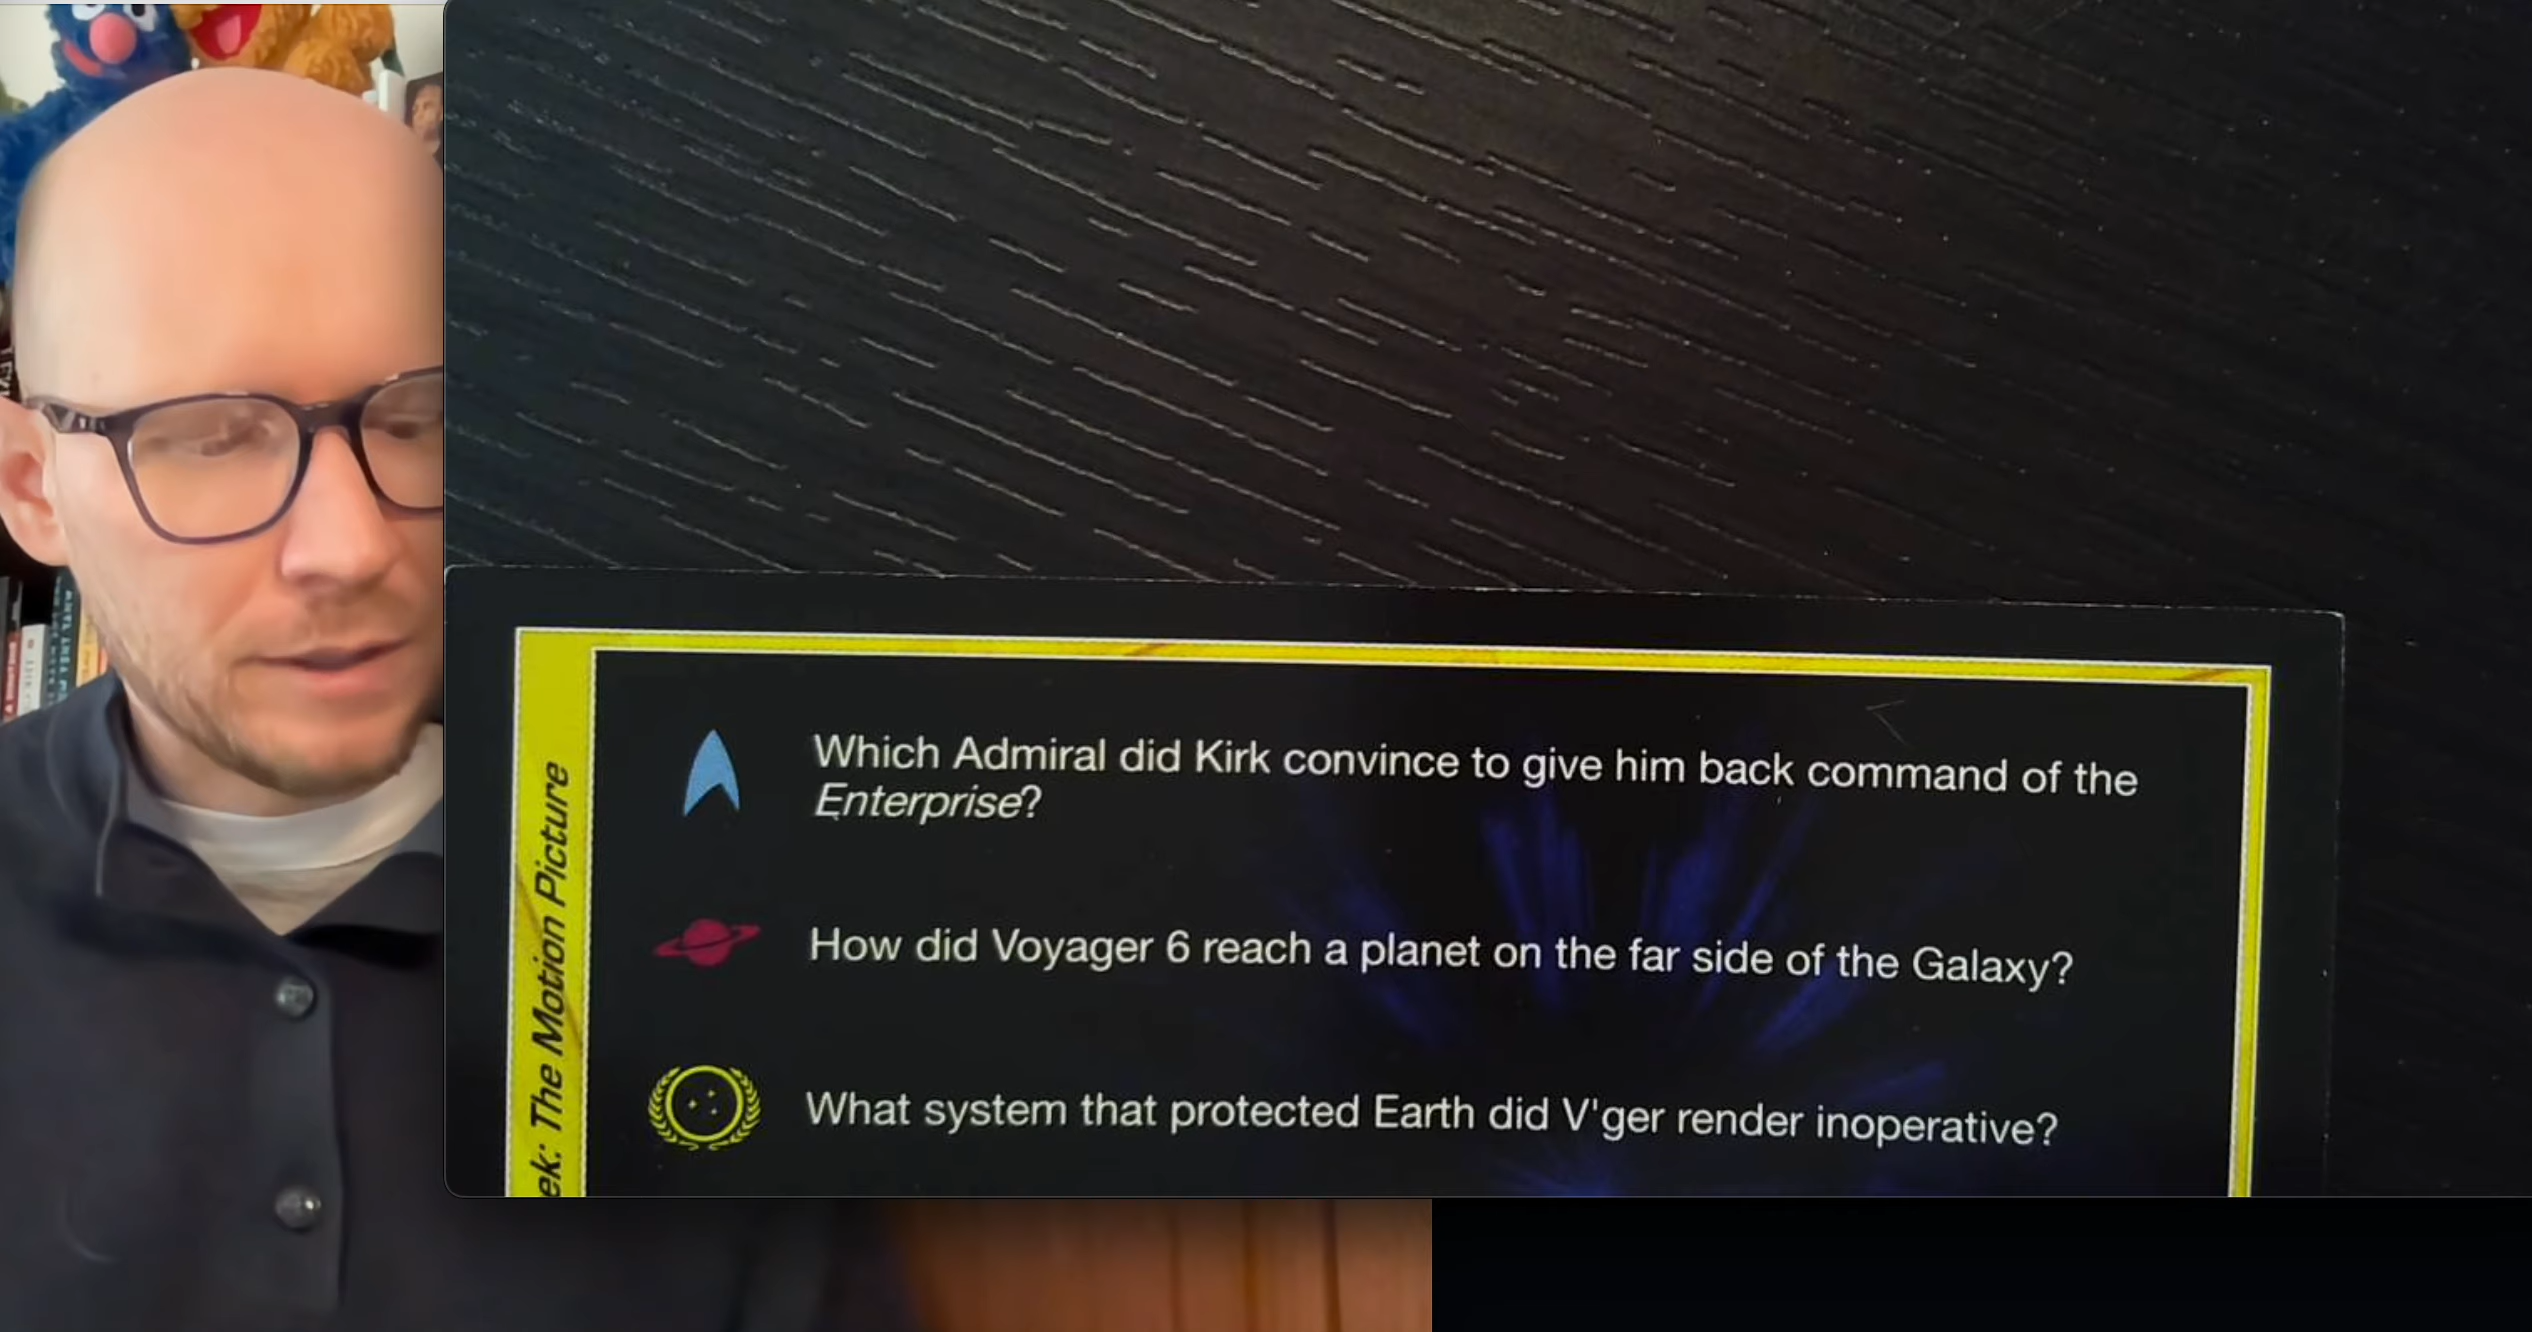 Which Admiral did Kirk convince to give him back command of the
Enterprise?
How did Voyager 6 reach a planet on the far side of the Galaxy?
What system that protected Earth did V'ger render inoperative?
ek: The Motion Picture